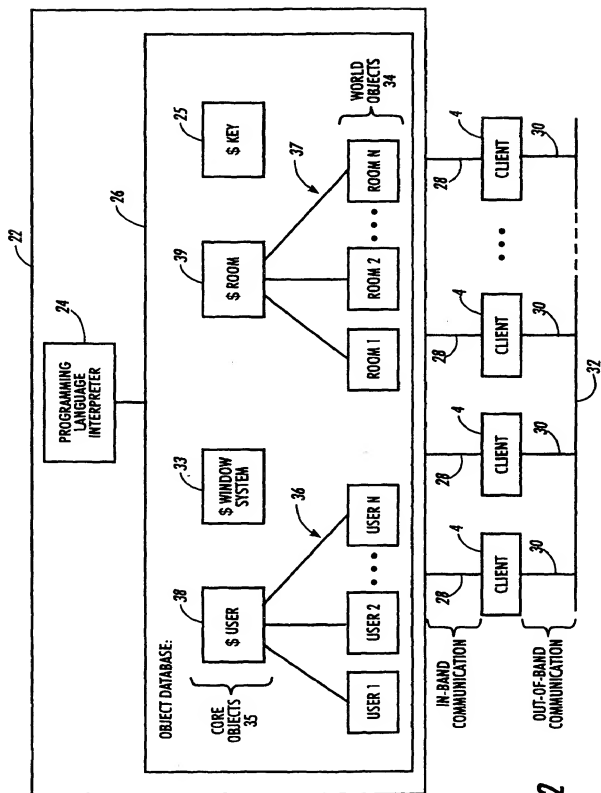 22
24
PROGRAMMING
LANGUAGE
INTERPRETER
26
OBJECT DATABASE:
CORE
OBJECTS
35
38
$ USER
33
$ WINDOW
SYSTEM
39
$ ROOM
25
$ KEY
36
37
USER 1
USER 2
USER N
ROOM 1
ROOM 2
ROOM N
WORLD
OBJECTS
34
IN-BAND
COMMUNICATION
28
28
28
28
4
4
4
4
CLIENT
CLIENT
CLIENT
CLIENT
OUT-OF-BAND
COMMUNICATION
30
30
30
30
32
2